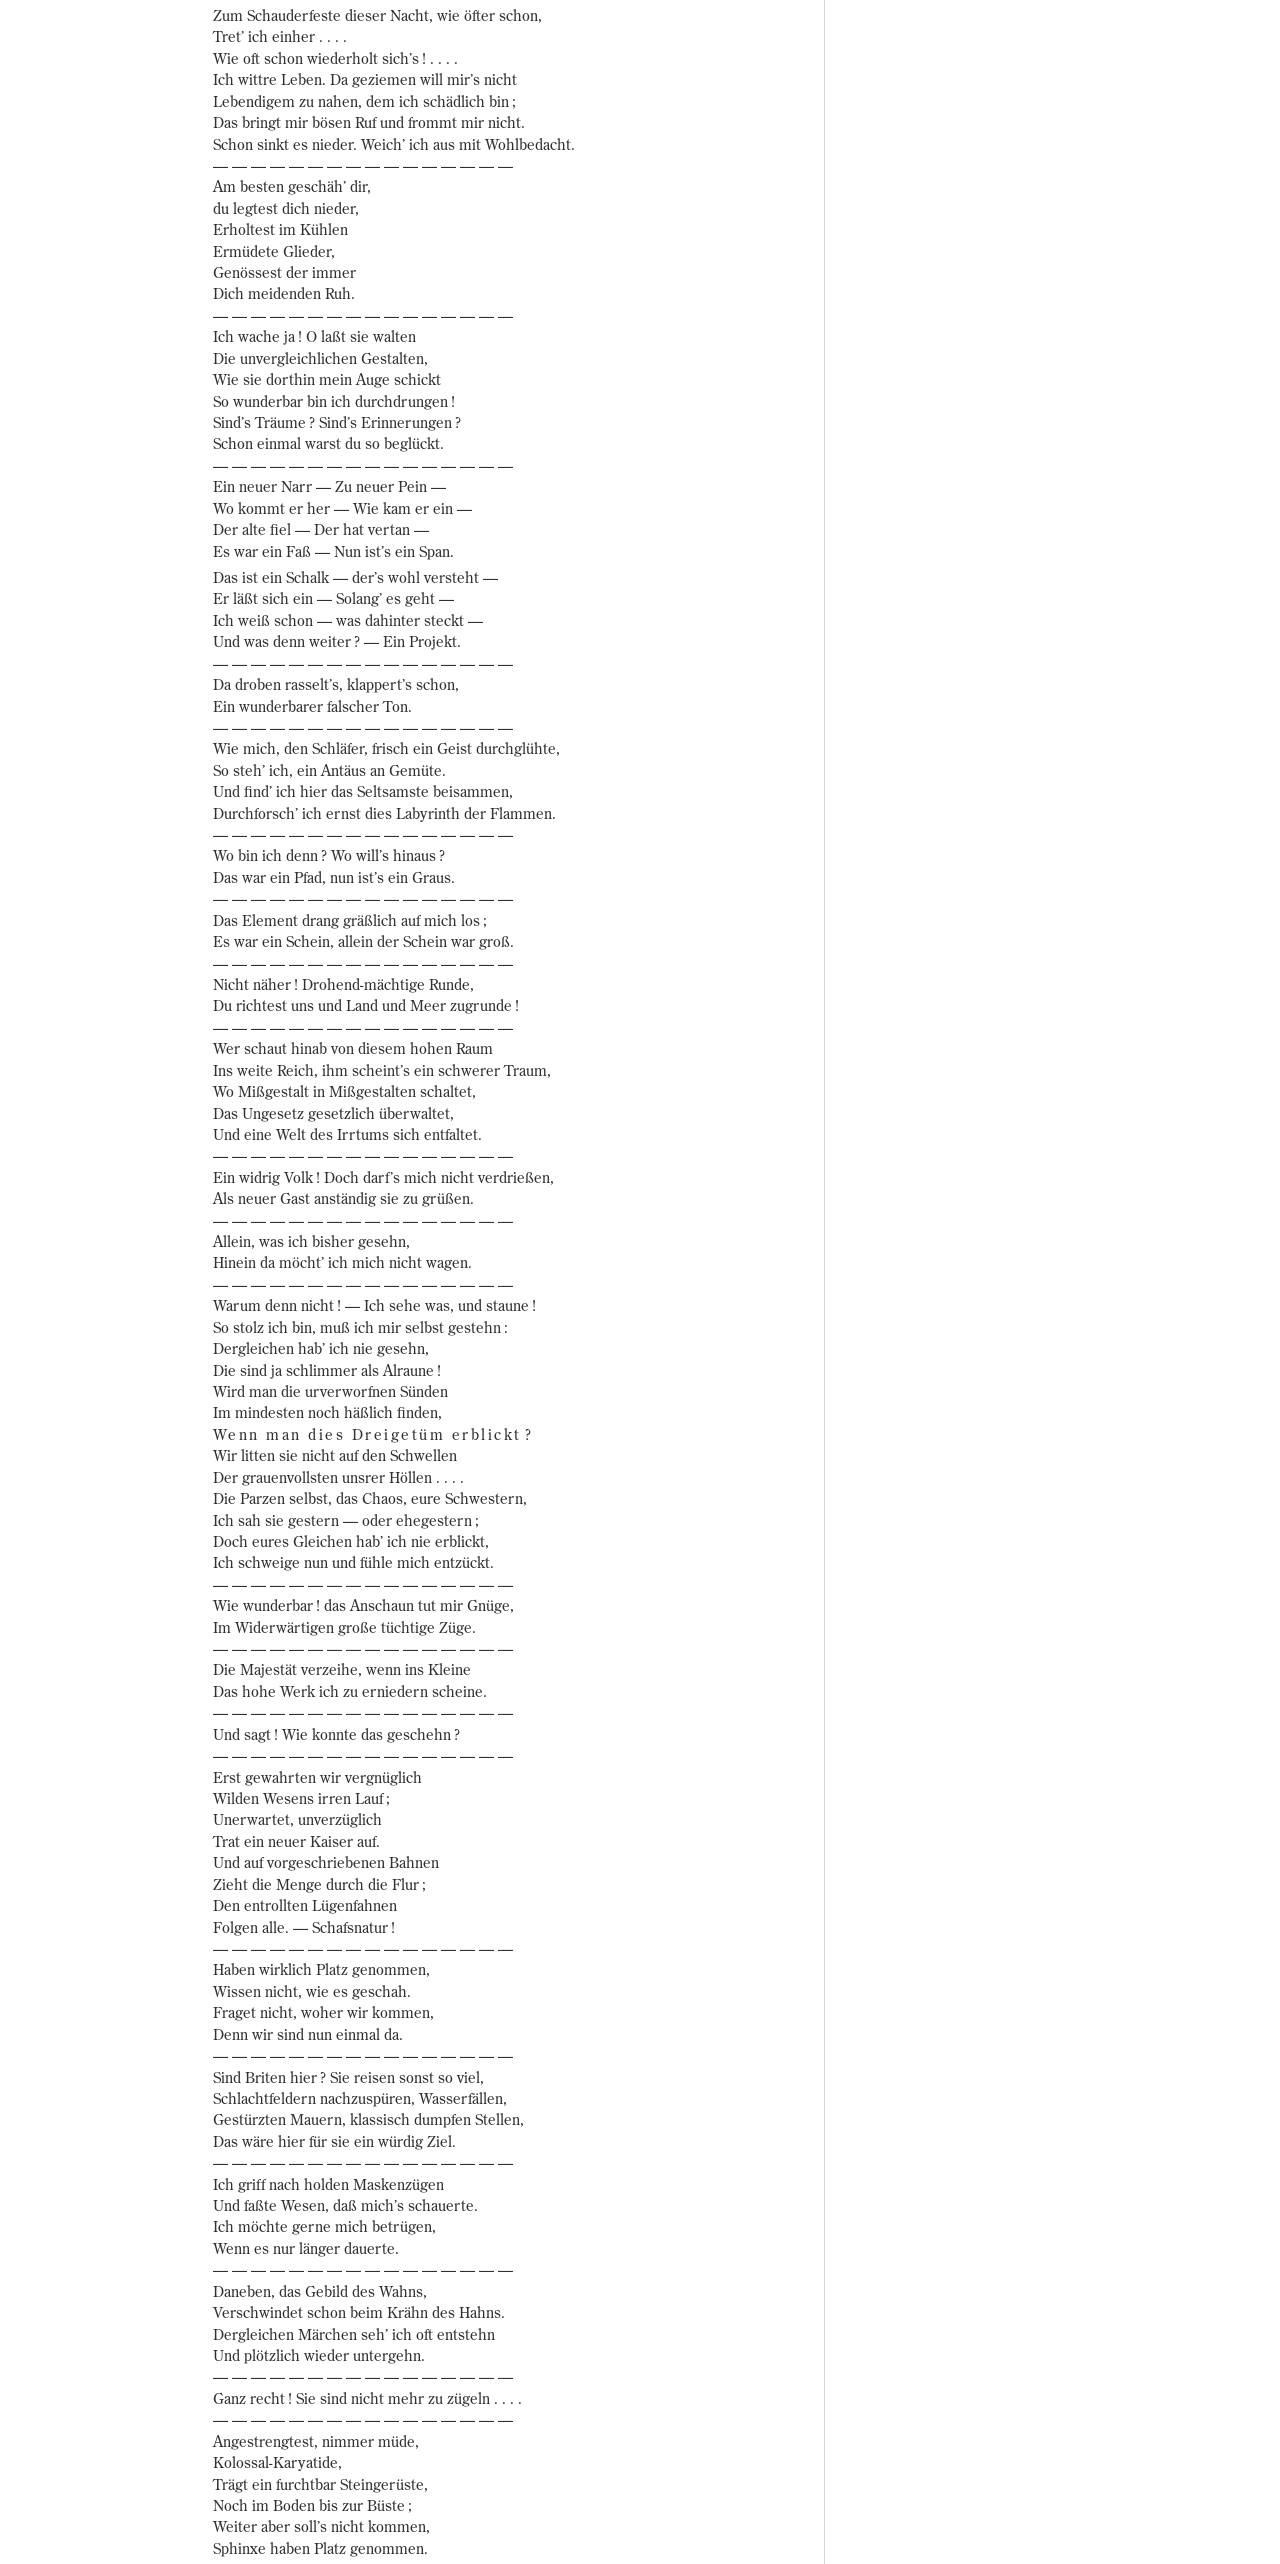 Zum Schauderfeste dieser Nacht, wie öfter schon,
Tret’ ich einher . . . .
Wie oft schon wiederholt sich’s ! . . . .
Ich wittre Leben. Da geziemen will mir’s nicht
Lebendigem zu nahen, dem ich schädlich bin ;
Das bringt mir bösen Ruf und frommt mir nicht.
Schon sinkt es nieder. Weich’ ich aus mit Wohlbedacht.
— — — — — — — — — — — — — — — —
Am besten geschäh’ dir,
du legtest dich nieder,
Erholtest im Kühlen
Ermüdete Glieder,
Genössest der immer
Dich meidenden Ruh.
— — — — — — — — — — — — — — — —
Ich wache ja ! O laßt sie walten
Die unvergleichlichen Gestalten,
Wie sie dorthin mein Auge schickt
So wunderbar bin ich durchdrungen !
Sind’s Träume ? Sind’s Erinnerungen ?
Schon einmal warst du so beglückt.
— — — — — — — — — — — — — — — —
Ein neuer Narr — Zu neuer Pein —
Wo kommt er her — Wie kam er ein —
Der alte fiel — Der hat vertan —
Es war ein Faß — Nun ist’s ein Span.
Das ist ein Schalk — der’s wohl versteht —
Er läßt sich ein — Solang’ es geht —
Ich weiß schon — was dahinter steckt —
Und was denn weiter ? — Ein Projekt.
— — — — — — — — — — — — — — — —
Da droben rasselt’s, klappert’s schon,
Ein wunderbarer falscher Ton.
— — — — — — — — — — — — — — — —
Wie mich, den Schläfer, frisch ein Geist durchglühte,
So steh’ ich, ein Antäus an Gemüte.
Und find’ ich hier das Seltsamste beisammen,
Durchforsch’ ich ernst dies Labyrinth der Flammen.
— — — — — — — — — — — — — — — —
Wo bin ich denn ? Wo will’s hinaus ?
Das war ein Pfad, nun ist’s ein Graus.
— — — — — — — — — — — — — — — —
Das Element drang gräßlich auf mich los ;
Es war ein Schein, allein der Schein war groß.
— — — — — — — — — — — — — — — —
Nicht näher ! Drohend-mächtige Runde,
Du richtest uns und Land und Meer zugrunde !
— — — — — — — — — — — — — — — —
Wer schaut hinab von diesem hohen Raum
Ins weite Reich, ihm scheint’s ein schwerer Traum,
Wo Mißgestalt in Mißgestalten schaltet,
Das Ungesetz gesetzlich überwaltet,
Und eine Welt des Irrtums sich entfaltet.
— — — — — — — — — — — — — — — —
Ein widrig Volk ! Doch darf’s mich nicht verdrießen,
Als neuer Gast anständig sie zu grüßen.
— — — — — — — — — — — — — — — —
Allein, was ich bisher gesehn,
Hinein da möcht’ ich mich nicht wagen.
— — — — — — — — — — — — — — — —
Warum denn nicht ! — Ich sehe was, und staune !
So stolz ich bin, muß ich mir selbst gestehn :
Dergleichen hab’ ich nie gesehn,
Die sind ja schlimmer als Alraune !
Wird man die urverworfnen Sünden
Im mindesten noch häßlich finden,
Wenn man dies Dreigetüm erblickt ?
Wir litten sie nicht auf den Schwellen
Der grauenvollsten unsrer Höllen . . . .
Die Parzen selbst, das Chaos, eure Schwestern,
Ich sah sie gestern — oder ehegestern ;
Doch eures Gleichen hab’ ich nie erblickt,
Ich schweige nun und fühle mich entzückt.
— — — — — — — — — — — — — — — —
Wie wunderbar ! das Anschaun tut mir Gnüge,
Im Widerwärtigen große tüchtige Züge.
— — — — — — — — — — — — — — — —
Die Majestät verzeihe, wenn ins Kleine
Das hohe Werk ich zu erniedern scheine.
— — — — — — — — — — — — — — — —
Und sagt ! Wie konnte das geschehn ?
— — — — — — — — — — — — — — — —
Erst gewahrten wir vergnüglich
Wilden Wesens irren Lauf ;
Unerwartet, unverzüglich
Trat ein neuer Kaiser auf.
Und auf vorgeschriebenen Bahnen
Zieht die Menge durch die Flur ;
Den entrollten Lügenfahnen
Folgen alle. — Schafsnatur !
— — — — — — — — — — — — — — — —
Haben wirklich Platz genommen,
Wissen nicht, wie es geschah.
Fraget nicht, woher wir kommen,
Denn wir sind nun einmal da.
— — — — — — — — — — — — — — — —
Sind Briten hier ? Sie reisen sonst so viel,
Schlachtfeldern nachzuspüren, Wasserfällen,
Gestürzten Mauern, klassisch dumpfen Stellen,
Das wäre hier für sie ein würdig Ziel.
— — — — — — — — — — — — — — — —
Ich griff nach holden Maskenzügen
Und faßte Wesen, daß mich’s schauerte.
Ich möchte gerne mich betrügen,
Wenn es nur länger dauerte.
— — — — — — — — — — — — — — — —
Daneben, das Gebild des Wahns,
Verschwindet schon beim Krähn des Hahns.
Dergleichen Märchen seh’ ich oft entstehn
Und plötzlich wieder untergehn.
— — — — — — — — — — — — — — — —
Ganz recht ! Sie sind nicht mehr zu zügeln . . . .
— — — — — — — — — — — — — — — —
Angestrengtest, nimmer müde,
Kolossal-Karyatide,
Trägt ein furchtbar Steingerüste,
Noch im Boden bis zur Büste ;
Weiter aber soll’s nicht kommen,
Sphinxe haben Platz genommen.